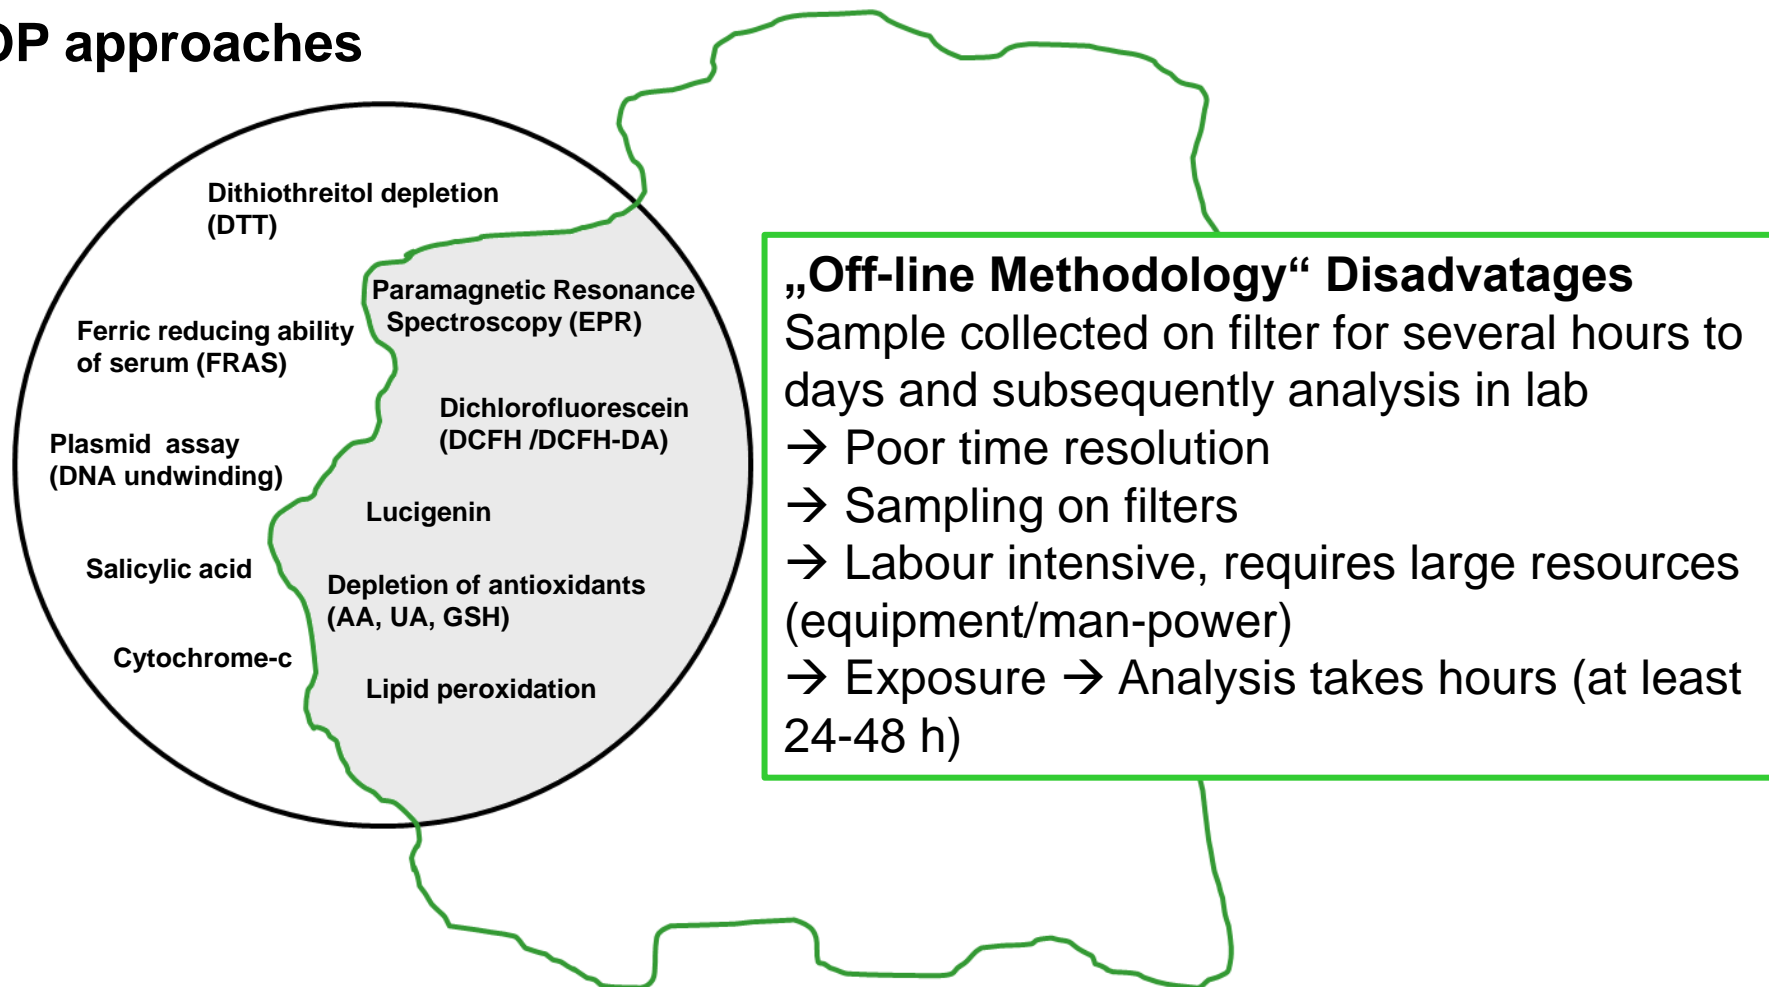 OP approaches
Dithiothreitol depletion
(DTT)
Paramagnetic Resonance
Spectroscopy (EPR)
Ferric reducing ability
of serum (FRAS)
Dichlorofluorescein
(DCFH /DCFH-DA)
Plasmid assay
(DNA undwinding)
Lucigenin
Salicylic acid
Depletion of antioxidants
(AA, UA, GSH)
Cytochrome-c
Lipid peroxidation
„Off-line Methodology“ Disadvatages
Sample collected on filter for several hours to
days and subsequently analysis in lab
→ Poor time resolution
→ Sampling on filters
→ Labour intensive, requires large resources
(equipment/man-power)
→ Exposure → Analysis takes hours (at least
24-48 h)